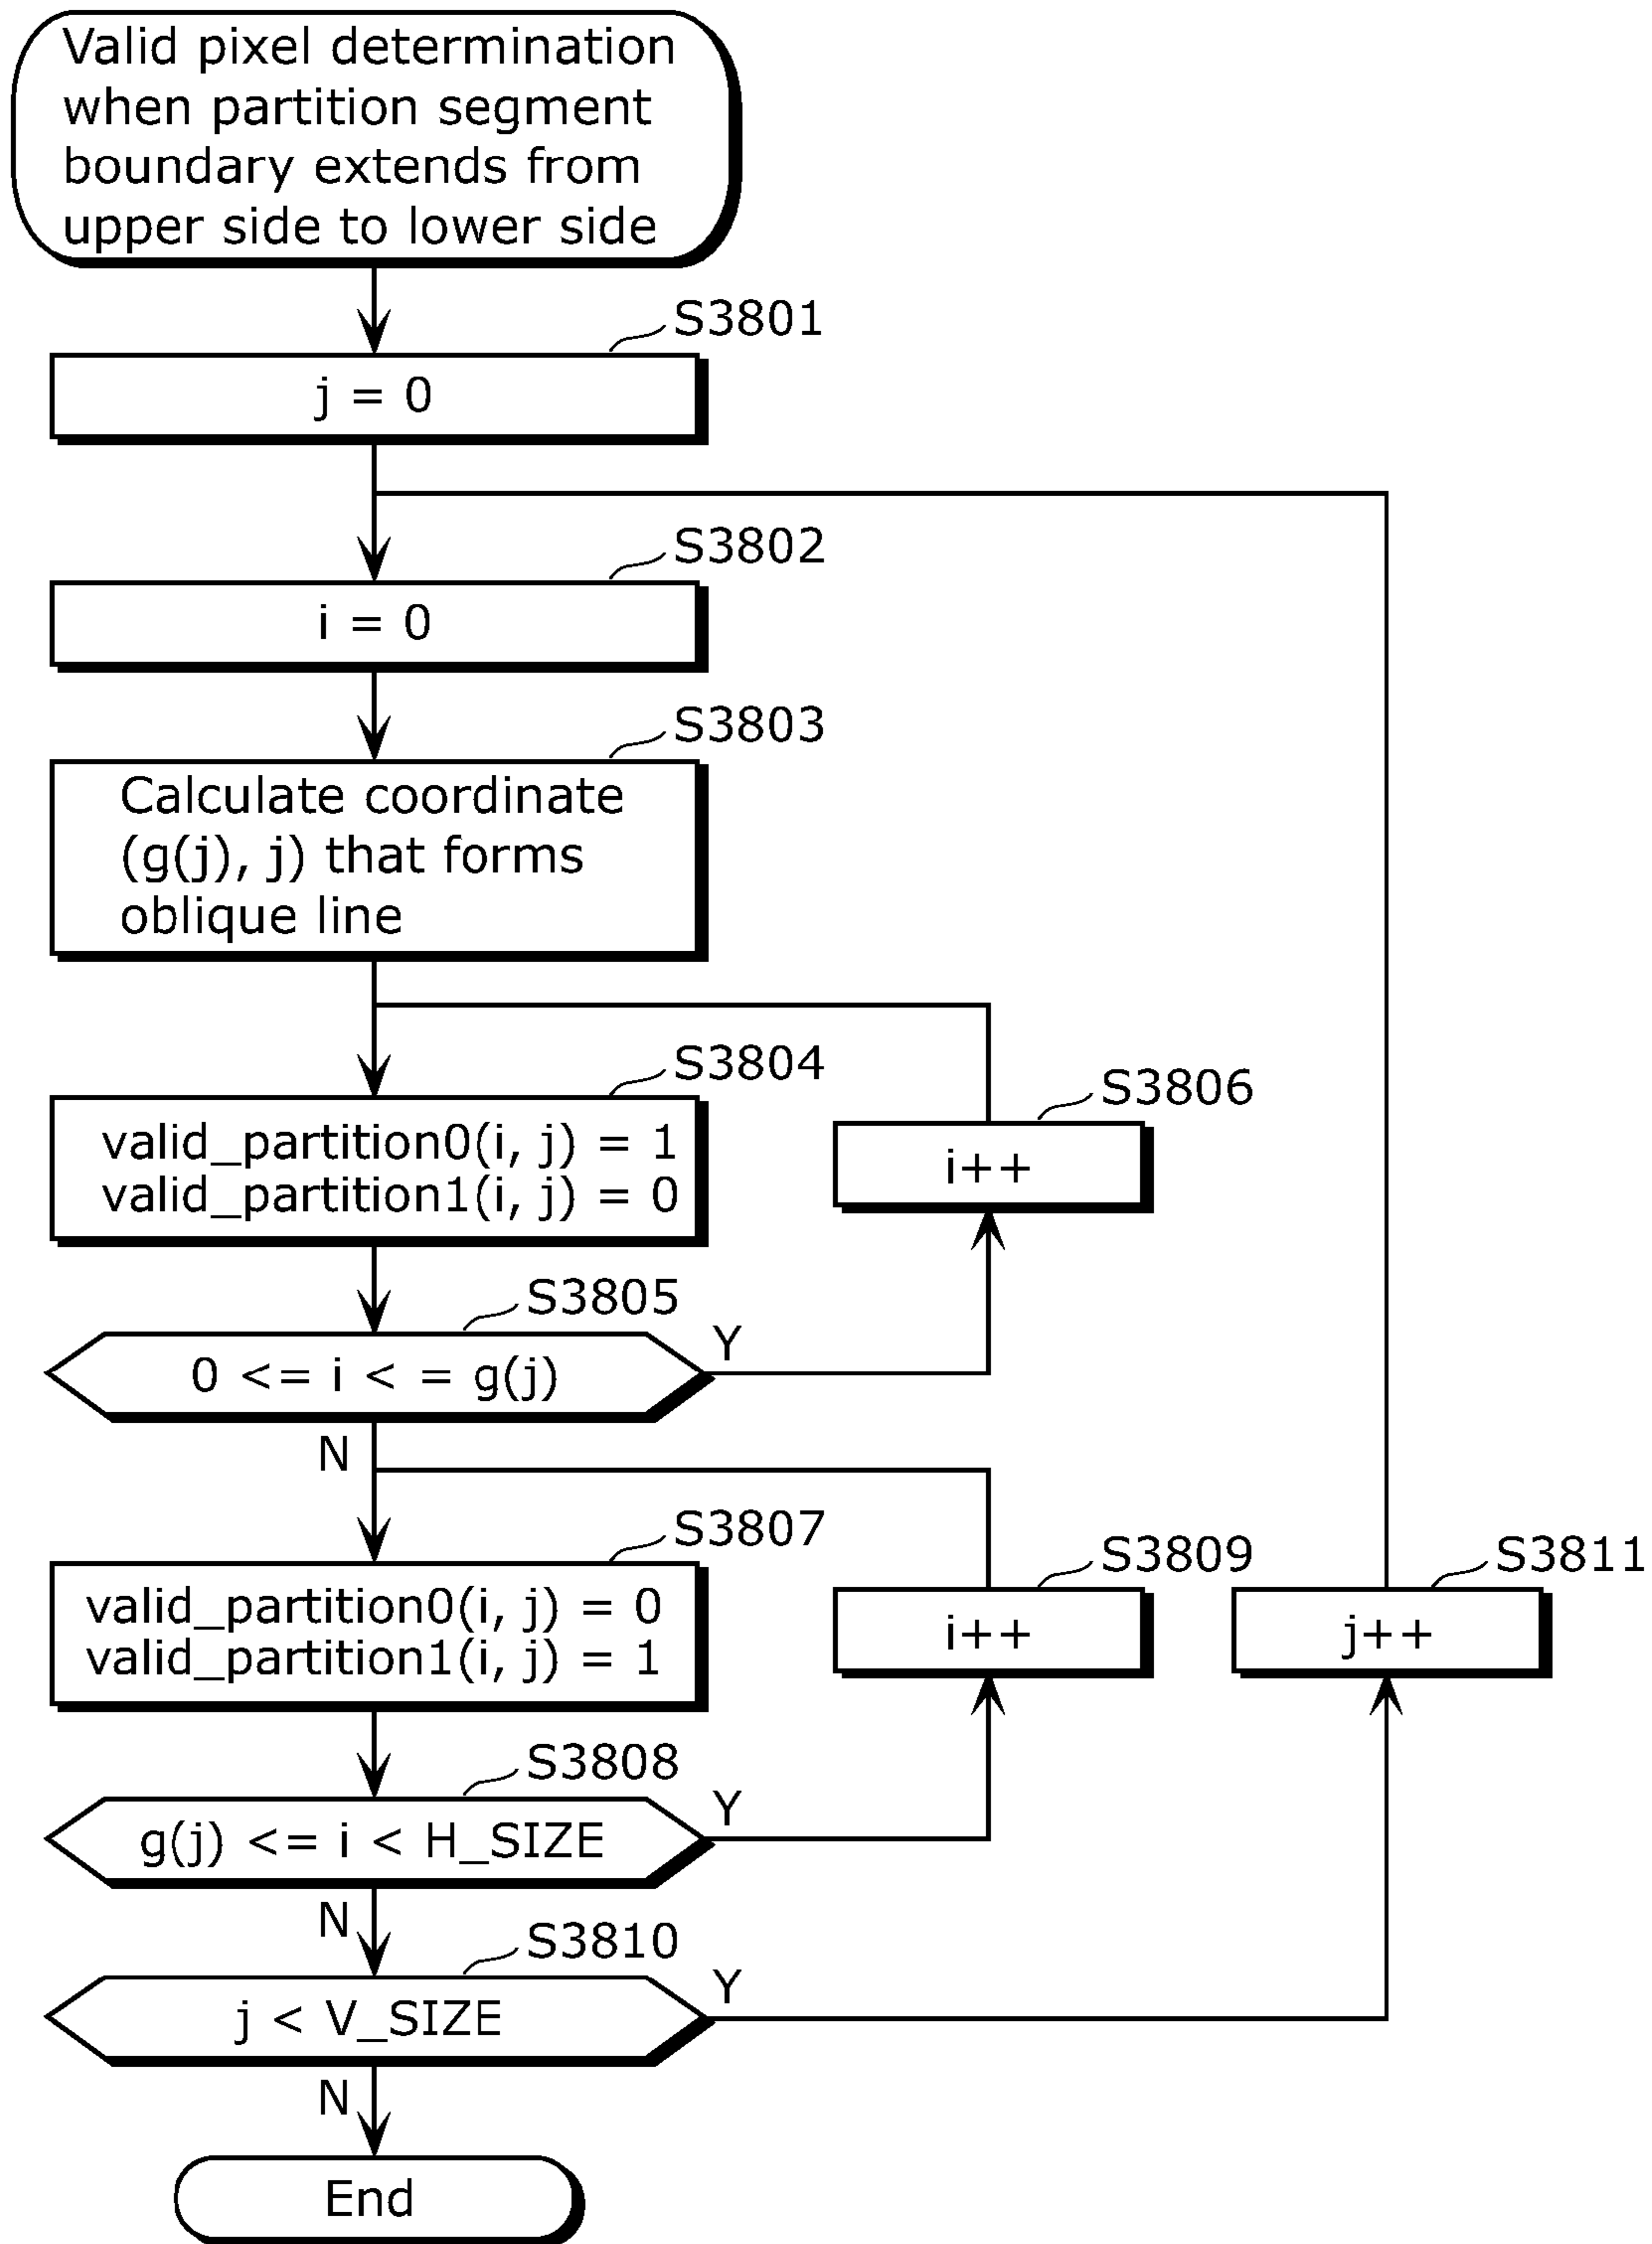 Valid pixel determination
when partition segment
boundary extends from
upper side to lower side
S3801
j = 0
S3802
i = 0
S3803
Calculate coordinate
(g(j), j) that forms
oblique line
S3804
valid_partition0(i, j) = 1
valid_partition1(i, j) = 0
S3806
i++
S3805
0 <= i < = g(j)
Y
N
S3807
valid_partition0(i, j) = 0
valid_partition1(i, j) = 1
S3809
i++
S3811
j++
S3808
g(j) <= i < H_SIZE
Y
N
S3810
j < V_SIZE
Y
N
End